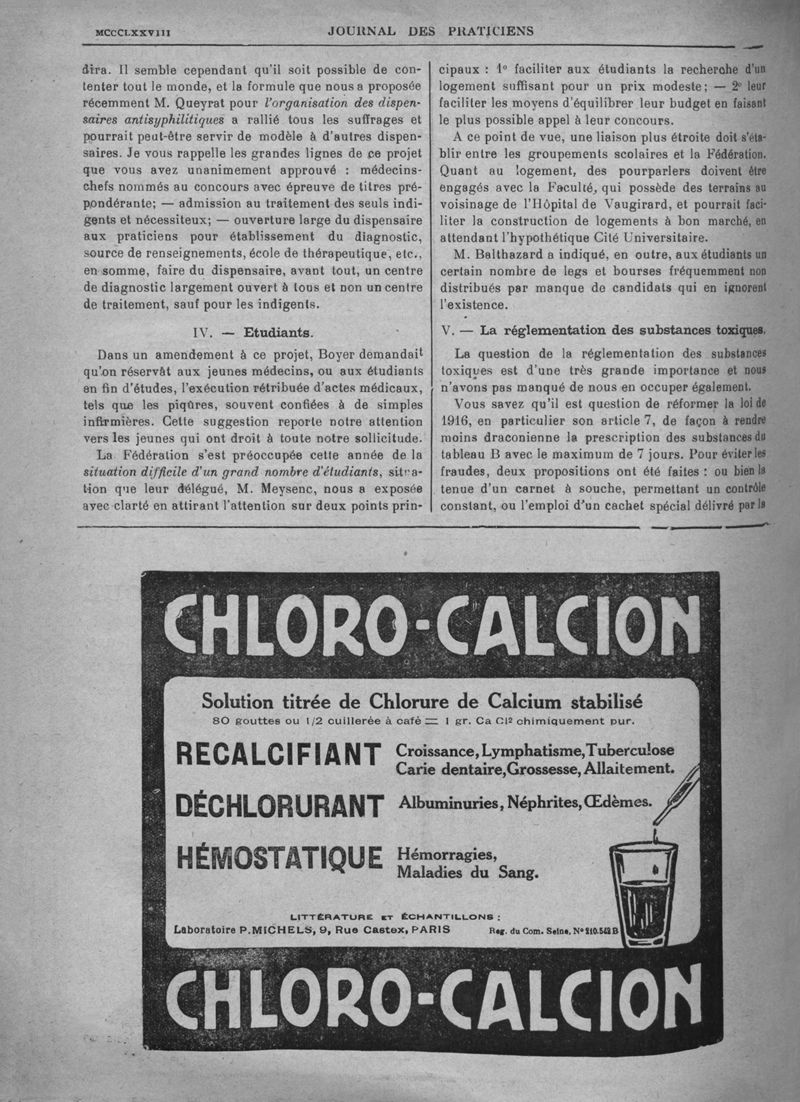 MCCCLXXVIII
JOURNAL DES PRATICIENS
dira. Il semble cependant qu'il soit possible de con-
tenter tout le monde, et la formule que nous a proposée
récemment M. Queyrat pour l'organisation des dispen-
saires antisyphilitiques a rallié tous les suffrages et
pourrait peut-être servir de modèle à d'autres dispen-
saires. Je vous rappelle les grandes lignes de ce projet
que vous avez unanimement approuvé : médecins-
chefs nommés au concours avec épreuve de titres pré-
pondérante; — admission au traitement des seuls indi-
gents et nécessiteux; — ouverture large du dispensaire
aux praticiens pour établissement du diagnostic,
source de renseignements, école de thérapeutique, etc.,
en somme, faire du dispensaire, avant tout, un centre
de diagnostic largement ouvert à tous et non un centre
de traitement, sauf pour les indigents.
IV. — Etudiants.
Dans un amendement à ce projet, Boyer demandait
qu'on réservât aux jeunes médecins, ou aux étudiants
en fin d'études, l'exécution rétribuée d'actes médicaux,
tels que les piqûres, souvent confiées à de simples
infirmières. Cette suggestion reporte notre attention
vers les jeunes qui ont droit à toute notre sollicitude.
La Fédération s'est préoccupée cette année de la
situation difficile d'un grand nombre d'étudiants, situa-
tion que leur délégué, M. Meysenc, nous a exposée
avec clarté en attirant l'attention sur deux points prin-
cipaux : 1° faciliter aux étudiants la recherche d'un
logement suffisant pour un prix modeste; — 2° leur
faciliter les moyens d'équilibrer leur budget en faisant
le plus possible appel à leur concours.
A ce point de vue, une liaison plus étroite doit s'éta-
blir entre les groupements scolaires et la Fédération.
Quant au logement, des pourparlers doivent être
engagés avec la Faculté, qui possède des terrains au
voisinage de l'Hôpital de Vaugirard, et pourrait faci-
liter la construction de logements à bon marché, en
attendant l'hypothétique Cité Universitaire.
M. Balthazard a indiqué, en outre, aux étudiants un
certain nombre de legs et bourses fréquemment non
distribués par manque de candidats qui en ignorent
l'existence.
V. — La réglementation des substances toxiques.
La question de la réglementation des substances
toxiques est d'une très grande importance et nous
n'avons pas manqué de nous en occuper également.
Vous savez qu'il est question de réformer la loi de
1916, en particulier son article 7, de façon à rendre
moins draconienne la prescription des substances du
tableau B avec le maximum de 7 jours. Pour éviter les
fraudes, deux propositions ont été faites : ou bien la
tenue d'un carnet à souche, permettant un contrôle
constant, ou l'emploi d'un cachet spécial délivré par la
CHLORO-CALCION
Solution titrée de Chlorure de Calcium stabilisé
80 gouttes ou 1/2 cuillerée à café = 1 gr. Ca Cl² chimiquement pur.
RECALCIFIANT
Croissance, Lymphatisme, Tuberculose
Carie dentaire, Grossesse, Allaitement.
DÉCHLORURANT
Albuminuries, Néphrites, Œdèmes.
HÉMOSTATIQUE
Hémorragies,
Maladies du Sang.
LITTÉRATURE ET ÉCHANTILLONS :
Laboratoire P. MICHELS, 9, Rue Castex, PARIS
Reg. du Com. Seine, N° 210.542 B
CHLORO-CALCION